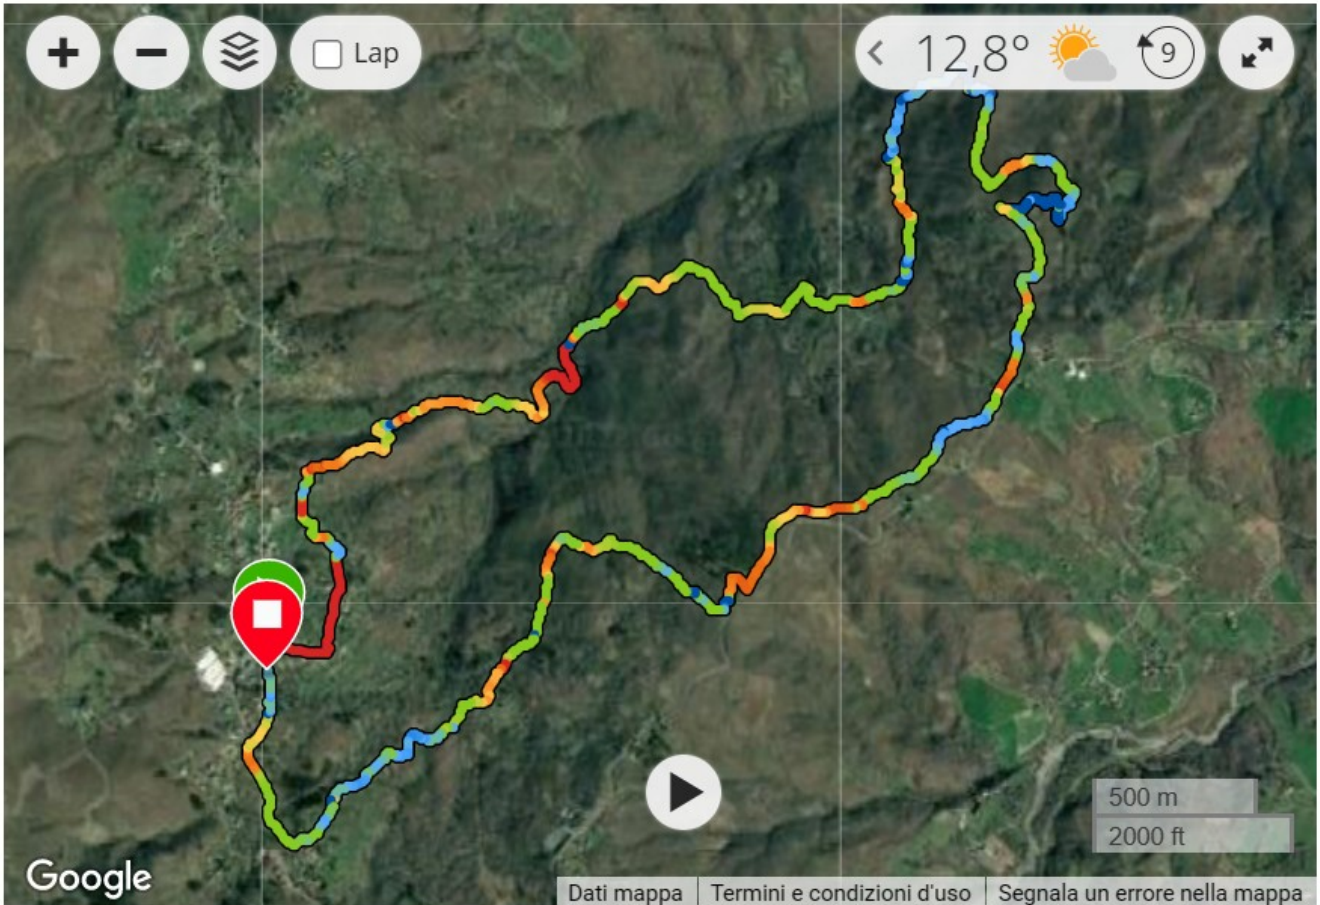 +
−
Lap
12,8°
9
500 m
2000 ft
Google
Dati mappa
Termini e condizioni d'uso
Segnala un errore nella mappa